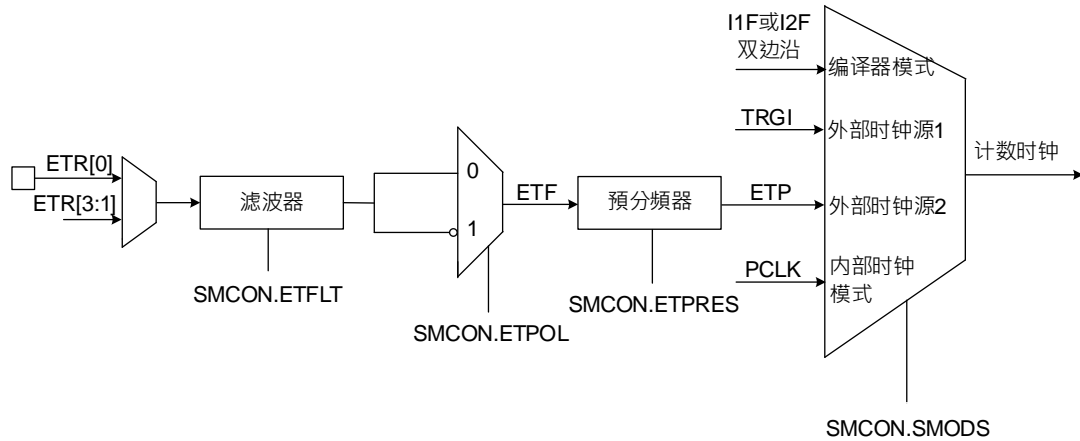 I1F或I2F
双边沿
编译器模式
TRGI
外部时钟源1
计数时钟
ETR[0]
ETR[3:1]
滤波器
0
1
ETF
預分頻器
ETP
外部时钟源2
PCLK
内部时钟
模式
SMCON.ETFLT
SMCON.ETPOL
SMCON.ETPRES
SMCON.SMODS